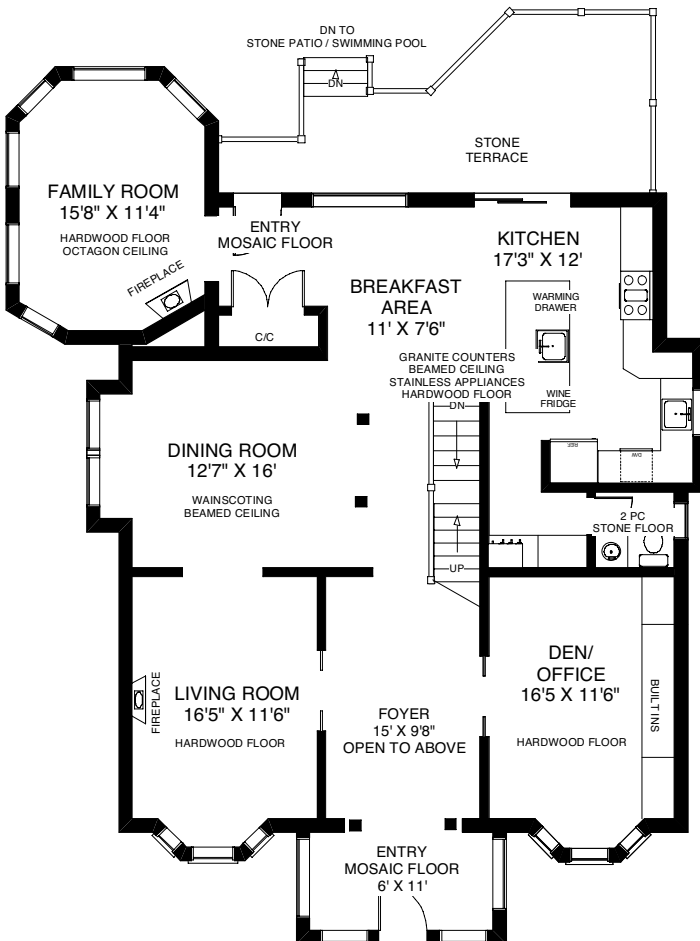 DN TO
STONE PATIO / SWIMMING POOL
DN
STONE
TERRACE
FAMILY ROOM
15'8" X 11'4"
HARDWOOD FLOOR
OCTAGON CEILING
FIREPLACE
ENTRY
MOSAIC FLOOR
C/C
KITCHEN
17'3" X 12'
BREAKFAST
AREA
11' X 7'6"
WARMING
DRAWER
GRANITE COUNTERS
BEAMED CEILING
STAINLESS APPLIANCES
HARDWOOD FLOOR
WINE
FRIDGE
DN
REF.
D/W
DINING ROOM
12'7" X 16'
WAINSCOTING
BEAMED CEILING
2 PC
STONE FLOOR
UP
LIVING ROOM
16'5" X 11'6"
HARDWOOD FLOOR
FIREPLACE
FOYER
15' X 9'8"
OPEN TO ABOVE
DEN/
OFFICE
16'5 X 11'6"
HARDWOOD FLOOR
BUILT INS
ENTRY
MOSAIC FLOOR
6' X 11'